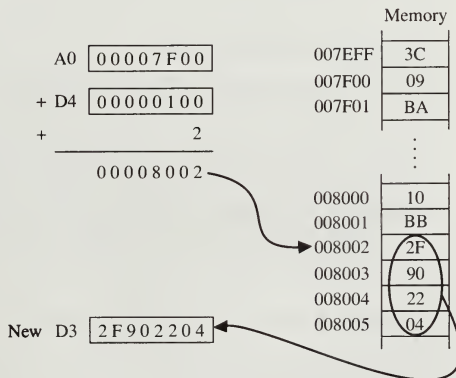 Memory
A0 00007F00
+ D4 00000100
+ 2
00008002
007EFF 3C
007F00 09
007F01 BA
008000 10
008001 BB
008002 2F
008003 90
008004 22
008005 04
New D3 2F902204